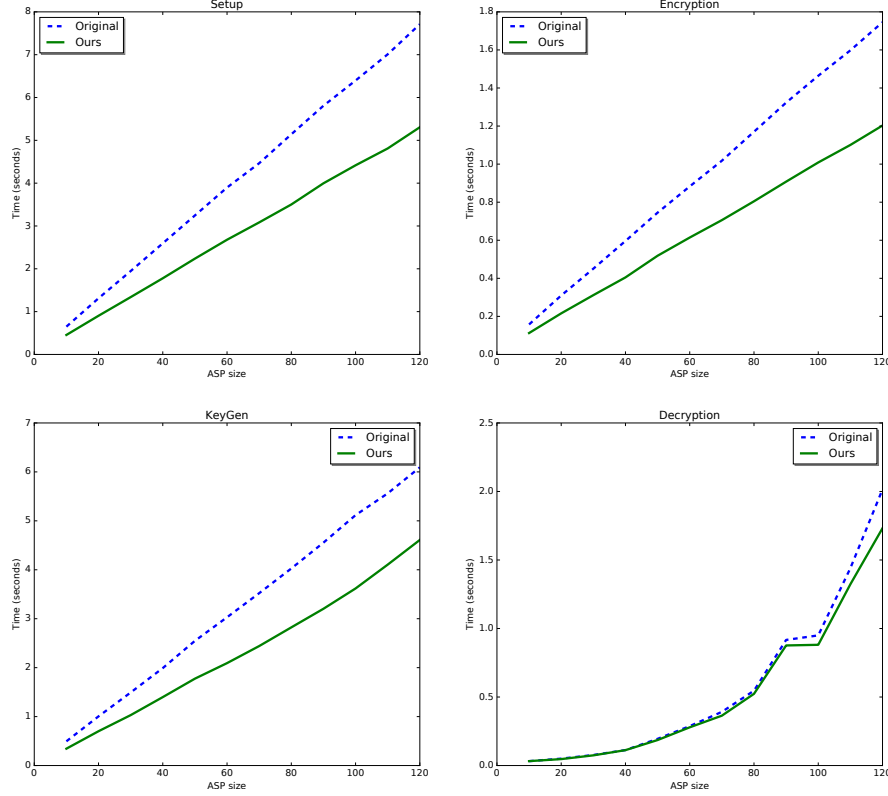 Setup
Original
Ours
8
7
6
5
4
3
2
1
0
Time (seconds)
0 20 40 60 80 100 120
ASP size
Encryption
Original
Ours
1.8
1.6
1.4
1.2
1.0
0.8
0.6
0.4
0.2
0.0
Time (seconds)
0 20 40 60 80 100 120
ASP size
KeyGen
Original
Ours
7
6
5
4
3
2
1
0
Time (seconds)
0 20 40 60 80 100 120
ASP size
Decryption
Original
Ours
2.5
2.0
1.5
1.0
0.5
0.0
Time (seconds)
0 20 40 60 80 100 120
ASP size